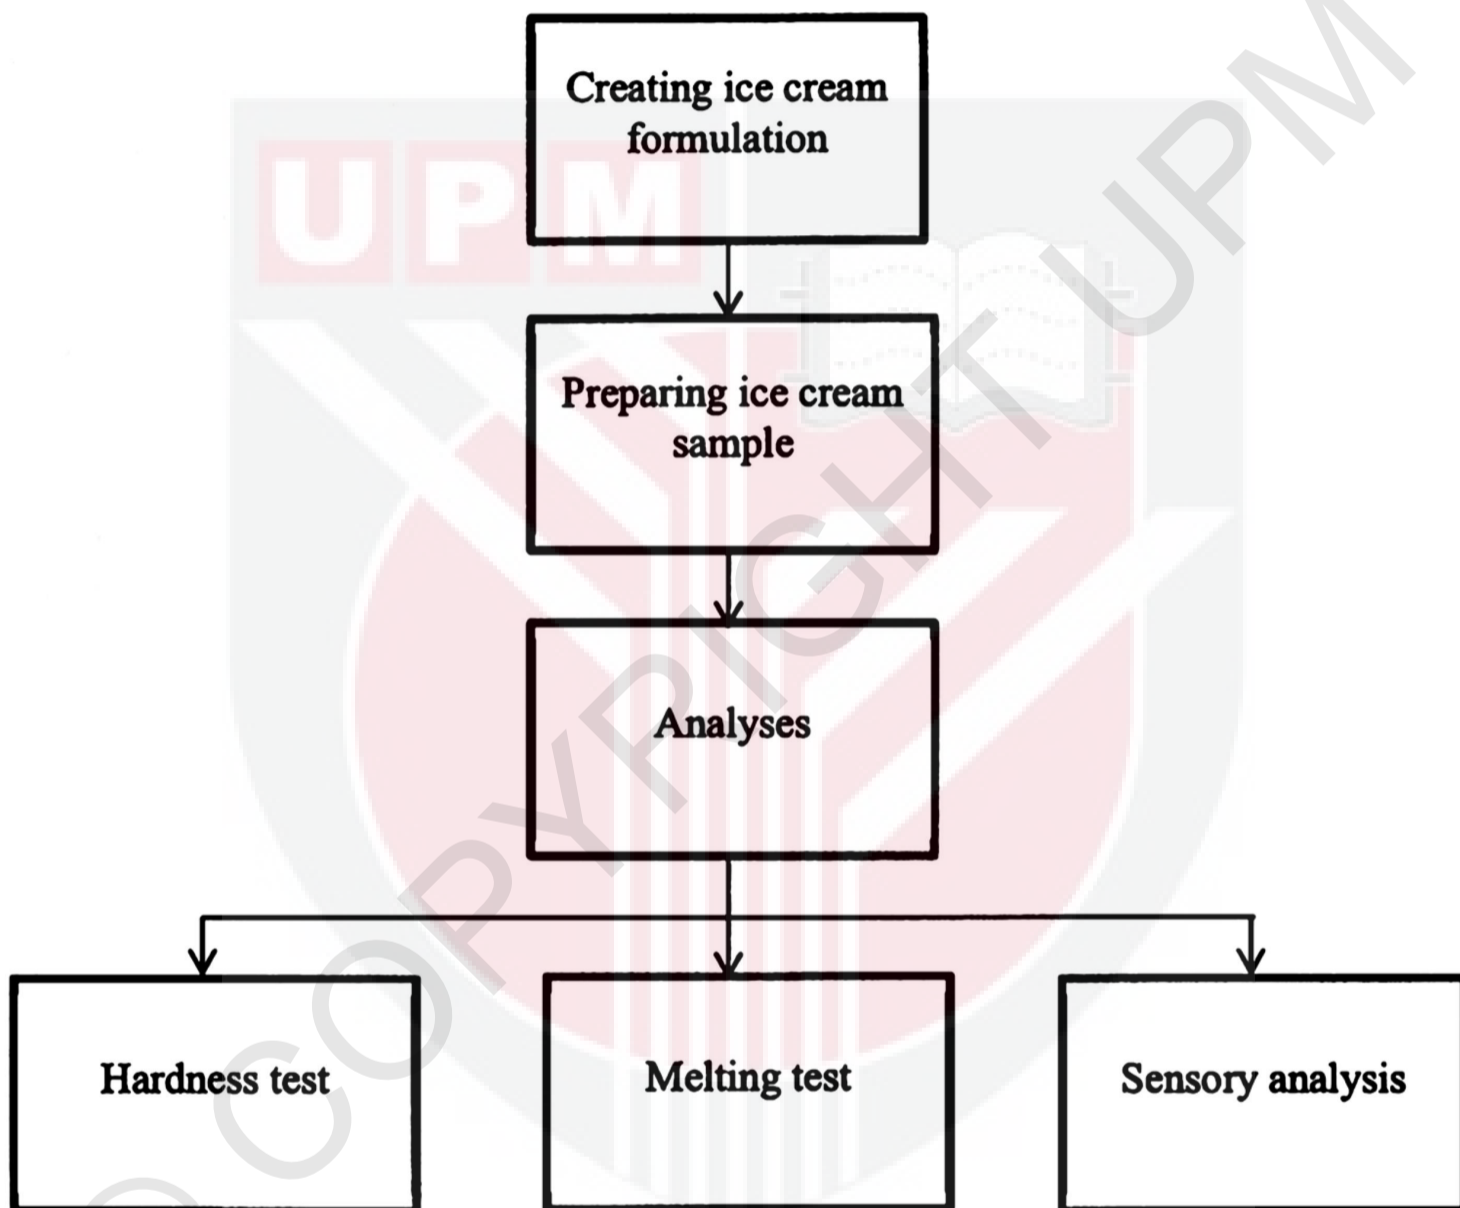 Creating ice cream
formulation
UPM
Preparing ice cream
sample
Analyses
Hardness test
Melting test
Sensory analysis
COPYRIGHT UPM